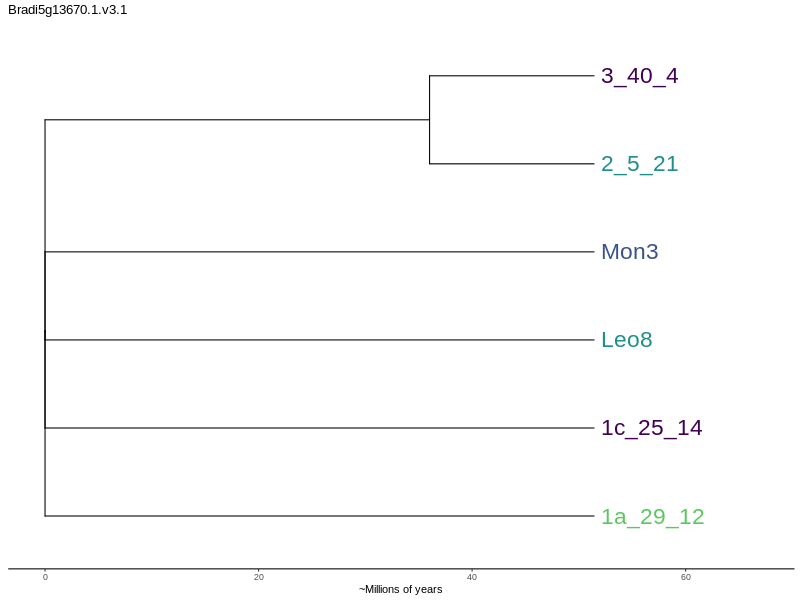 Bradi5g13670.1.v3.1
3_40_4
2_5_21
Mon3
Leo8
1c_25_14
1a_29_12
0 20 40 60
~Millions of years